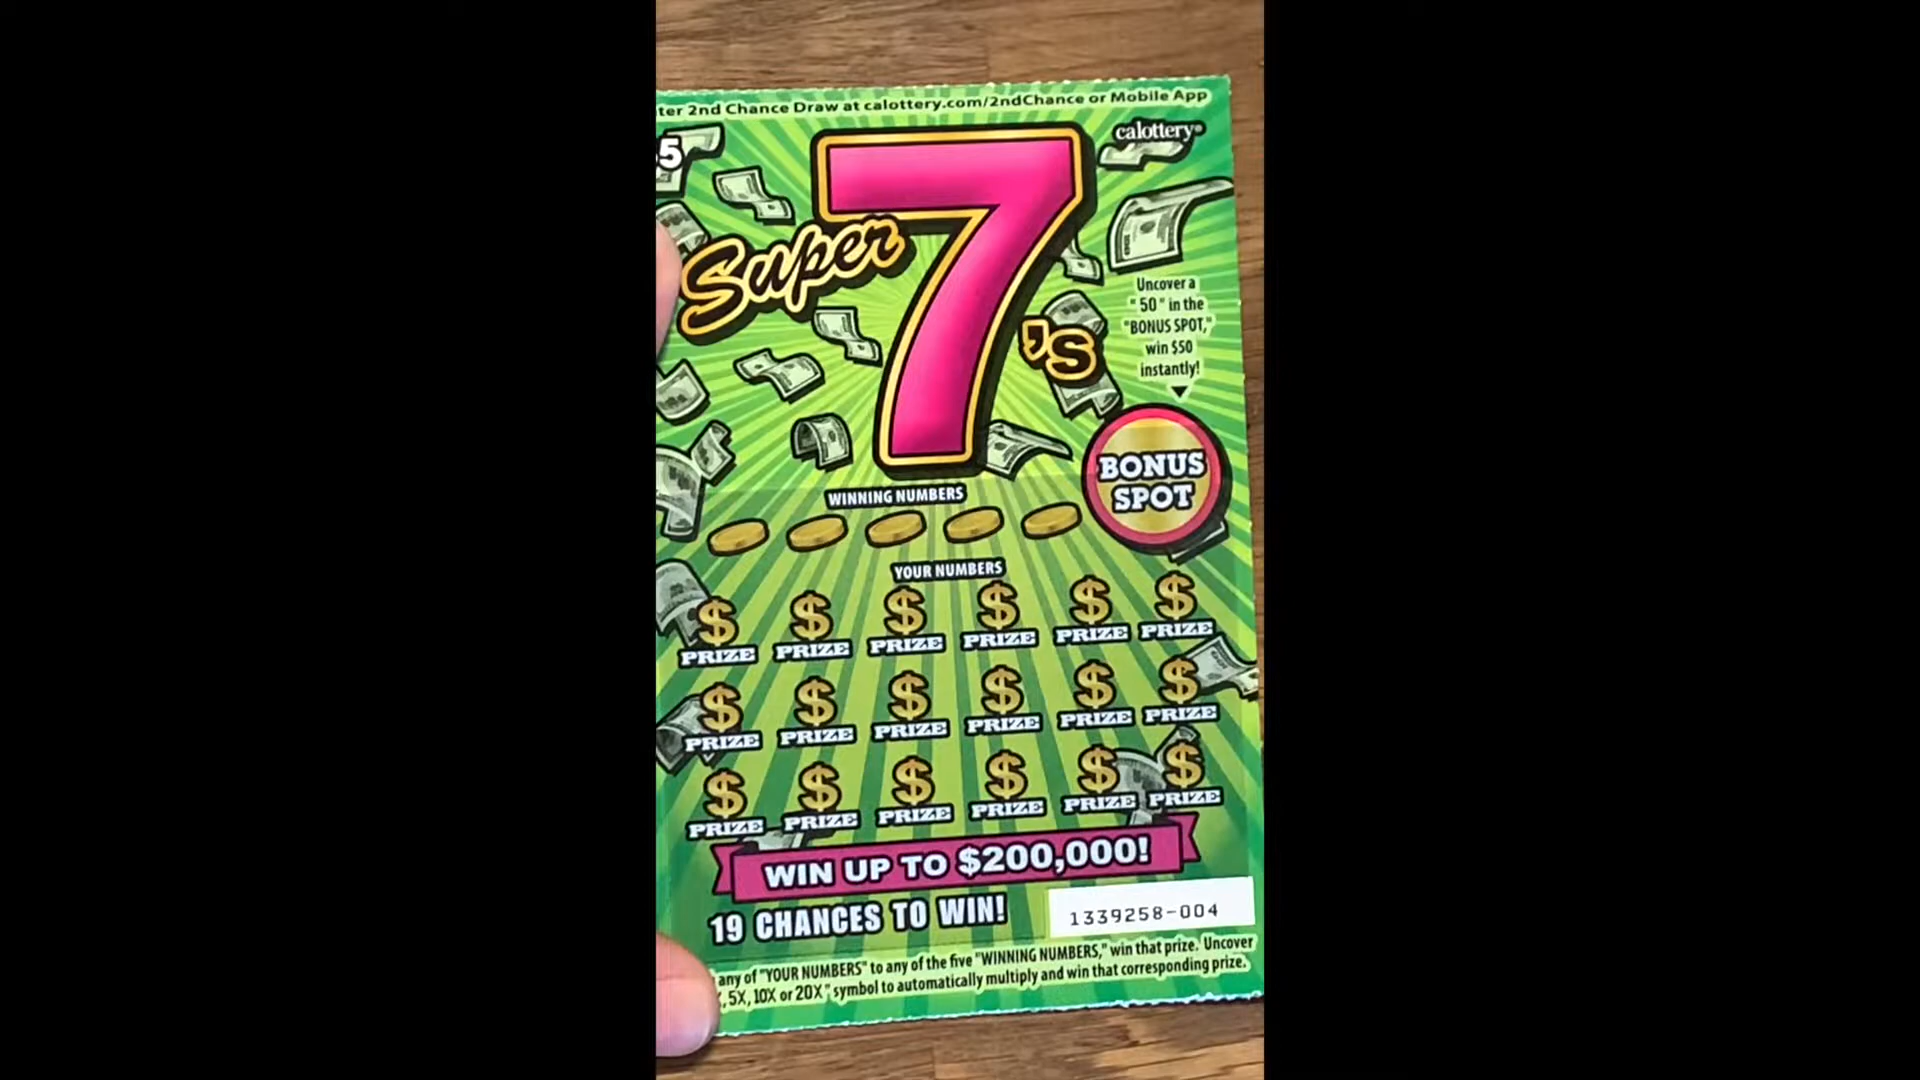 ter 2nd Chance Draw at calottery.com/2ndChance or Mobile App
calottery®
5
7
Super
's
Uncover a
"50" in the
"BONUS SPOT,"
win $50
instantly!
BONUS
SPOT
WINNING NUMBERS
YOUR NUMBERS
$ $ $ $ $ $
PRIZE PRIZE PRIZE PRIZE PRIZE PRIZE
$ $ $ $ $ $
PRIZE PRIZE PRIZE PRIZE PRIZE PRIZE
$ $ $ $ $ $
PRIZE PRIZE PRIZE PRIZE PRIZE PRIZE
WIN UP TO $200,000!
19 CHANCES TO WIN!
1339258-004
any of "YOUR NUMBERS" to any of the five "WINNING NUMBERS," win that prize. Uncover
, 5X, 10X or 20X" symbol to automatically multiply and win that corresponding prize.